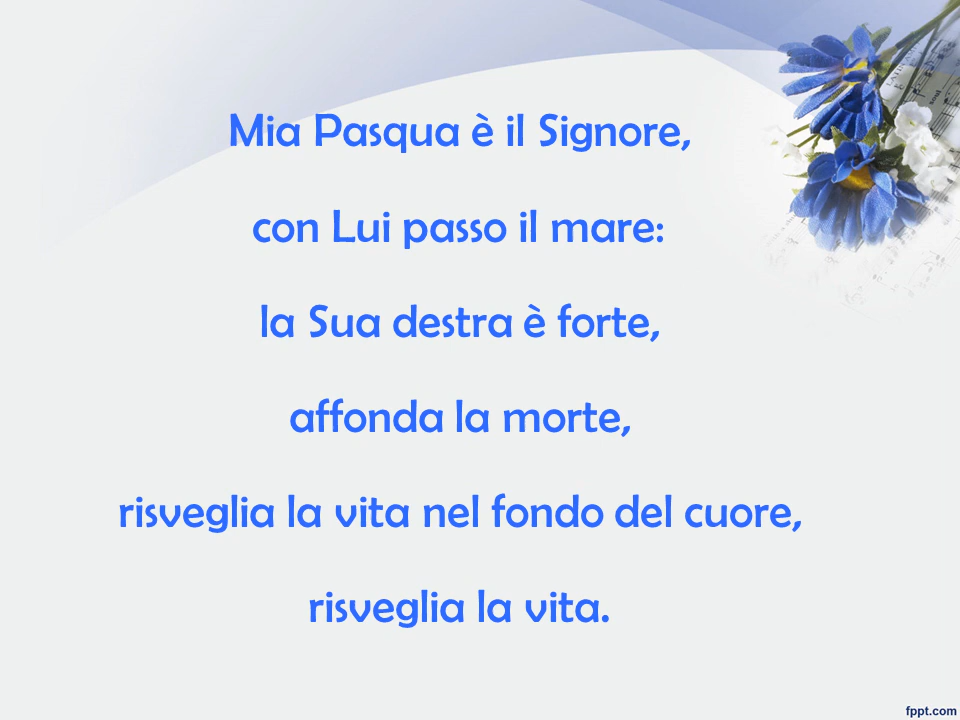 Mia Pasqua è il Signore,
con Lui passo il mare:
la Sua destra è forte,
affonda la morte,
risveglia la vita nel fondo del cuore,
risveglia la vita.
fppt.com